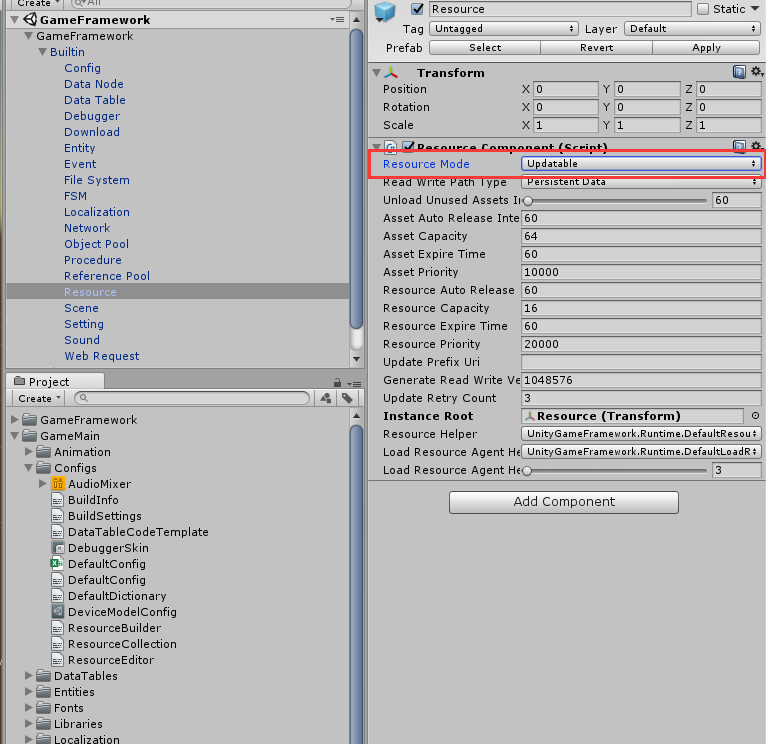 Create
All
GameFramework
GameFramework
Builtin
Config
Data Node
Data Table
Debugger
Download
Entity
Event
File System
FSM
Localization
Network
Object Pool
Procedure
Reference Pool
Resource
Scene
Setting
Sound
Web Request
Project
Create
GameFramework
GameMain
Animation
Configs
AudioMixer
BuildInfo
BuildSettings
DataTableCodeTemplate
DebuggerSkin
DefaultConfig
DefaultConfig
DefaultDictionary
DeviceModelConfig
ResourceBuilder
ResourceCollection
ResourceEditor
DataTables
Entities
Fonts
Libraries
Localization
Resource Static
Tag Untagged Layer Default
Prefab Select Revert Apply
Transform
Position X 0 Y 0 Z 0
Rotation X 0 Y 0 Z 0
Scale X 1 Y 1 Z 1
Resource Component (Script)
Resource Mode Updatable
Read Write Path Type Persistent Data
Unload Unused Assets I 60
Asset Auto Release Inte 60
Asset Capacity 64
Asset Expire Time 60
Asset Priority 10000
Resource Auto Release 60
Resource Capacity 16
Resource Expire Time 60
Resource Priority 20000
Update Prefix Uri
Generate Read Write Ve 1048576
Update Retry Count 3
Instance Root Resource (Transform)
Resource Helper UnityGameFramework.Runtime.DefaultResou
Load Resource Agent He UnityGameFramework.Runtime.DefaultLoadR
Load Resource Agent He 3
Add Component